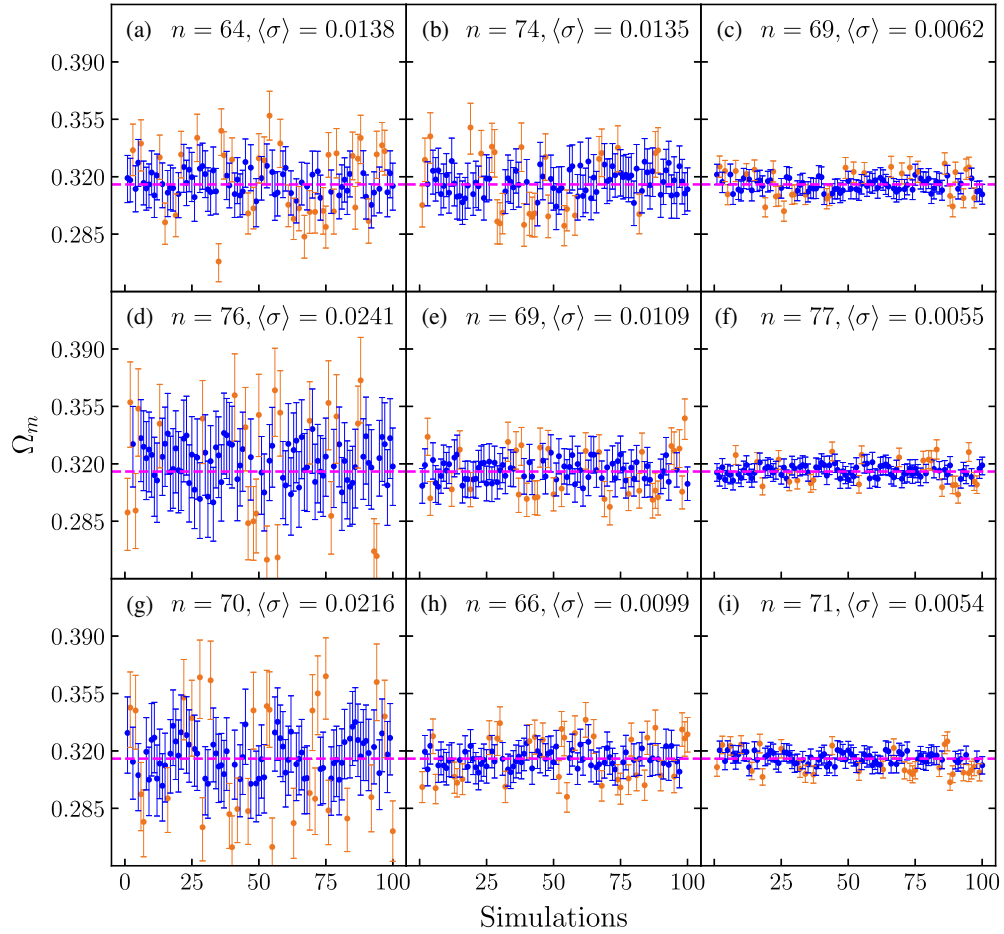 (a) n = 64, ⟨σ⟩ = 0.0138
(b) n = 74, ⟨σ⟩ = 0.0135
(c) n = 69, ⟨σ⟩ = 0.0062
0.390
0.355
0.320
0.285
(d) n = 76, ⟨σ⟩ = 0.0241
(e) n = 69, ⟨σ⟩ = 0.0109
(f) n = 77, ⟨σ⟩ = 0.0055
0.390
0.355
0.320
0.285
Ωm
(g) n = 70, ⟨σ⟩ = 0.0216
(h) n = 66, ⟨σ⟩ = 0.0099
(i) n = 71, ⟨σ⟩ = 0.0054
0.390
0.355
0.320
0.285
0 25 50 75 100
25 50 75 100
25 50 75 100
Simulations